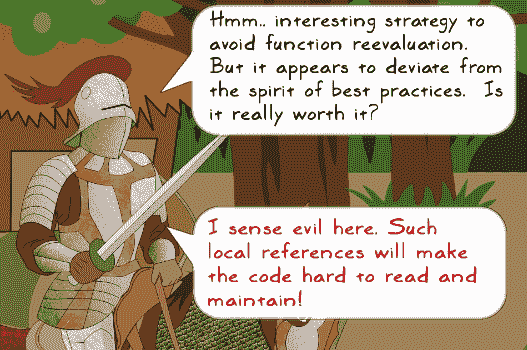 Hmm.. interesting strategy to
avoid function reevaluation.
But it appears to deviate from
the spirit of best practices.  Is
it really worth it?
I sense evil here. Such
local references will make
the code hard to read and
maintain!